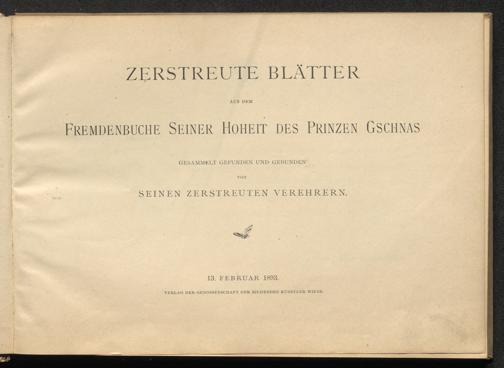 ZERSTREUTE BLÄTTER
AUS DEM
FREMDENBUCHE SEINER HOHEIT DES PRINZEN GSCHNAS
GESAMMELT GEFUNDEN UND GEBUNDEN
VON
SEINEN ZERSTREUTEN VEREHRERN.
13. FEBRUAR 1893.
VERLAG DER GENOSSENSCHAFT DER BILDENDEN KÜNSTLER WIENS.